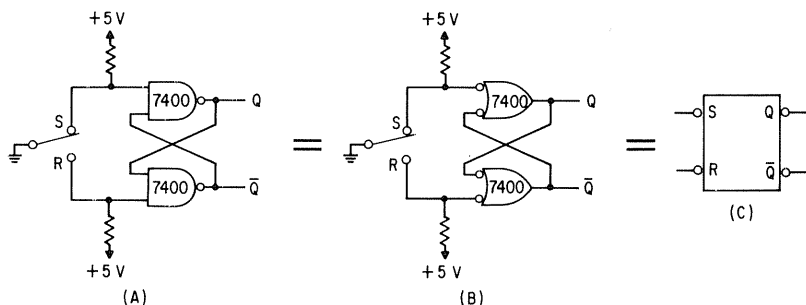 +5 V
7400
Q
S
R
7400
Q̅
+5 V
(A)
=
+5 V
7400
Q
S
R
7400
Q̅
+5 V
(B)
=
S
Q
R
Q̅
(C)